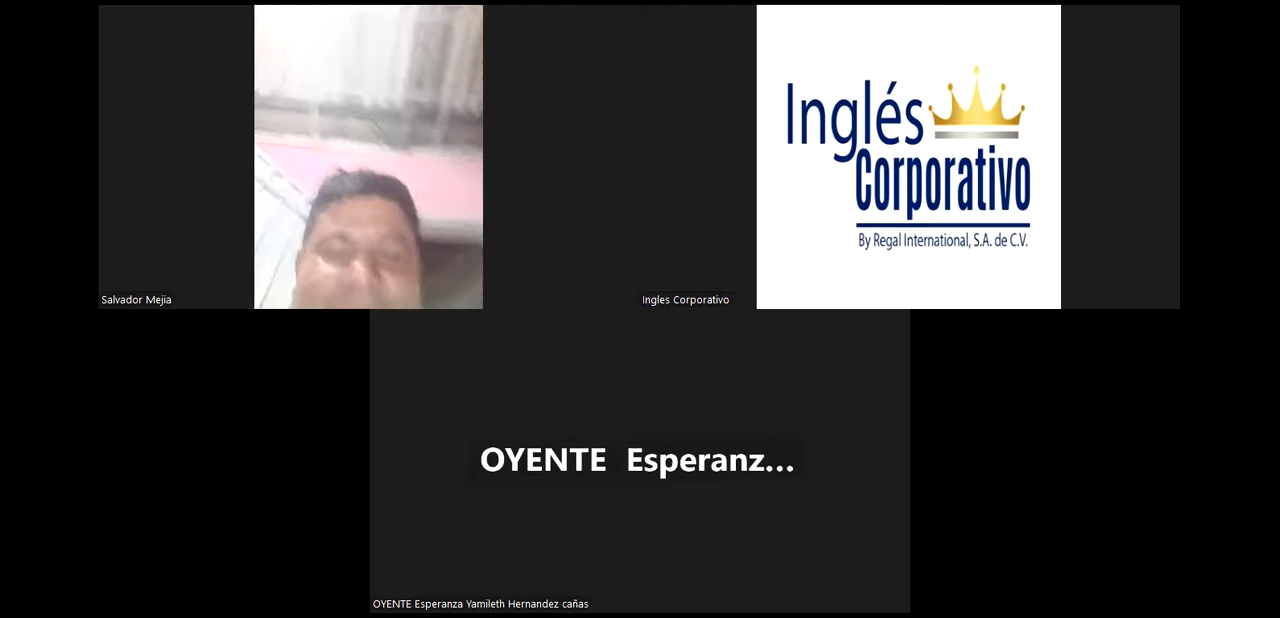 Inglés
Corporativo
By Regal International, S.A. de C.V.
Salvador Mejia
Ingles Corporativo
OYENTE Esperanz...
OYENTE Esperanza Yamileth Hernandez cañas